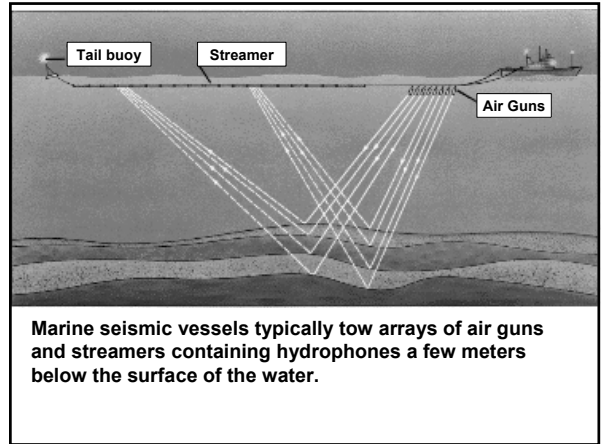 Tail buoy
Streamer
Air Guns
Marine seismic vessels typically tow arrays of air guns
and streamers containing hydrophones a few meters
below the surface of the water.